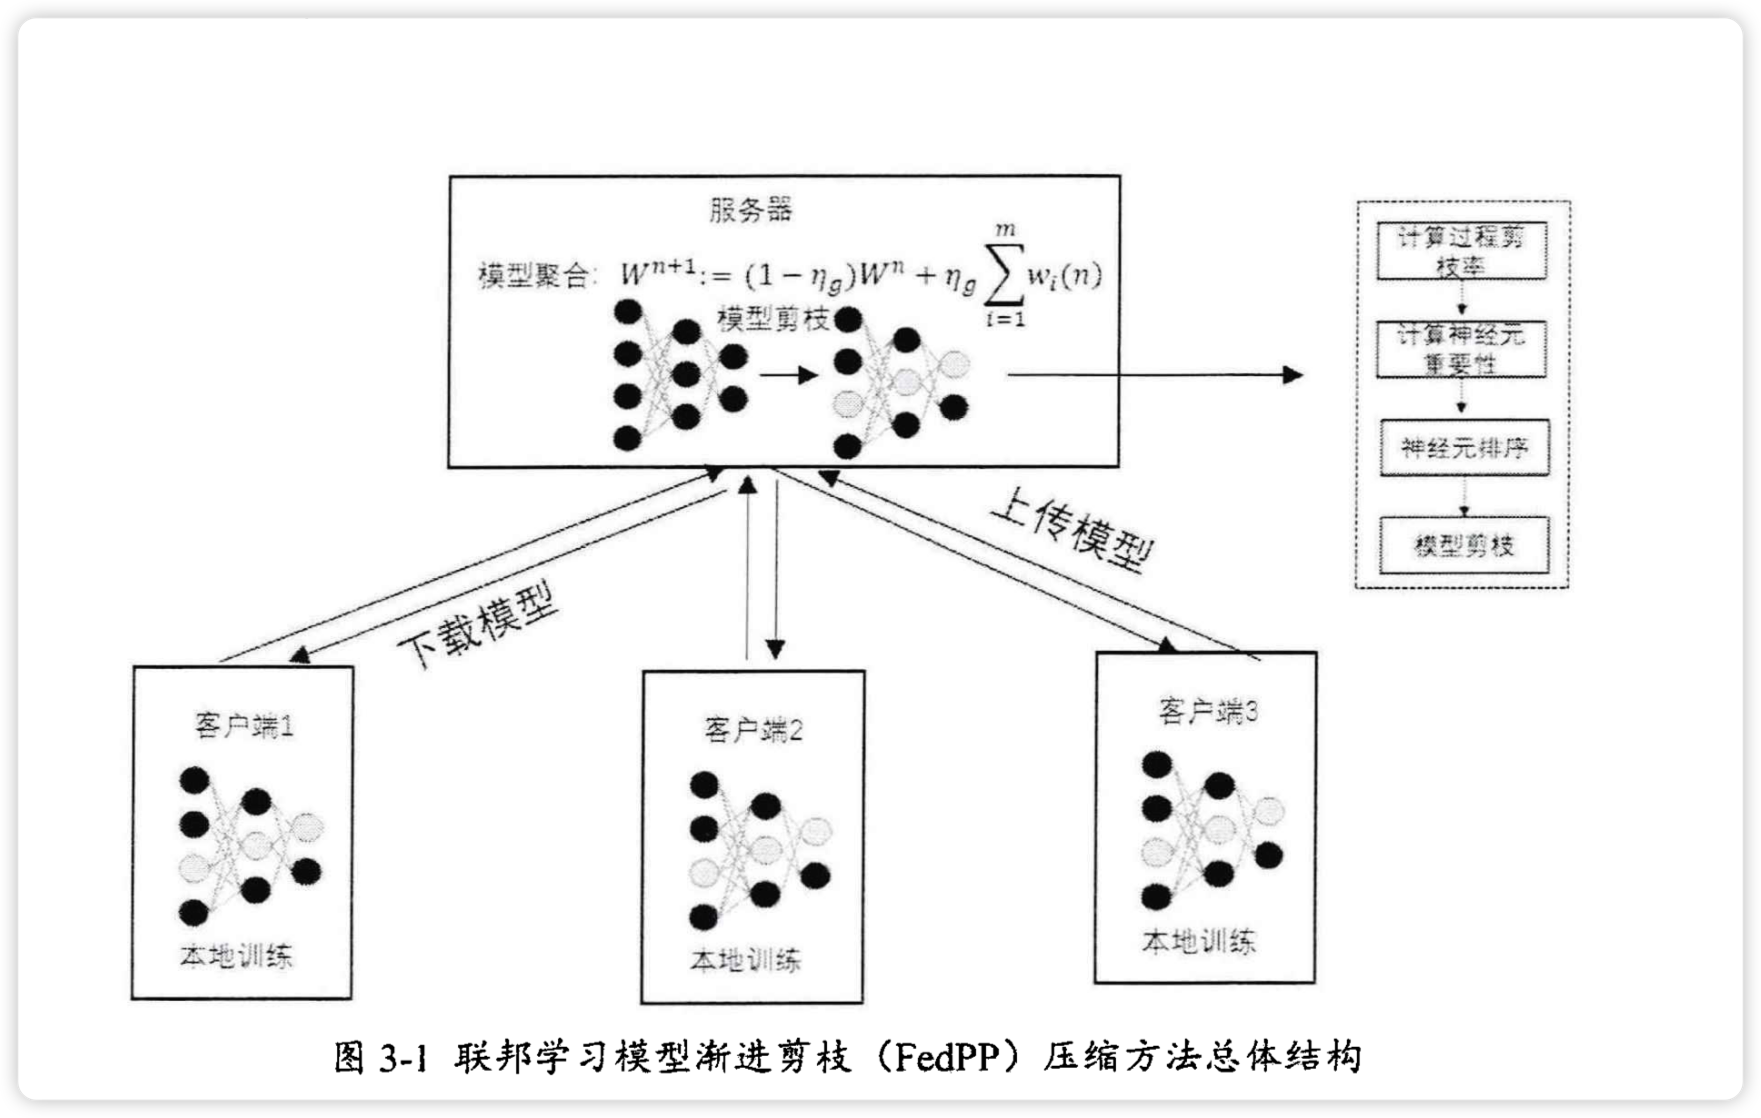 服务器
模型聚合: W^{n+1}:= (1 − η_g)W^n + η_g \sum_{i=1}^{m} w_i(n)
模型剪枝
计算过程剪
枝率
计算神经元
重要性
神经元排序
模型剪枝
下载模型
上传模型
客户端1
本地训练
客户端2
本地训练
客户端3
本地训练
图 3-1 联邦学习模型渐进剪枝（FedPP）压缩方法总体结构